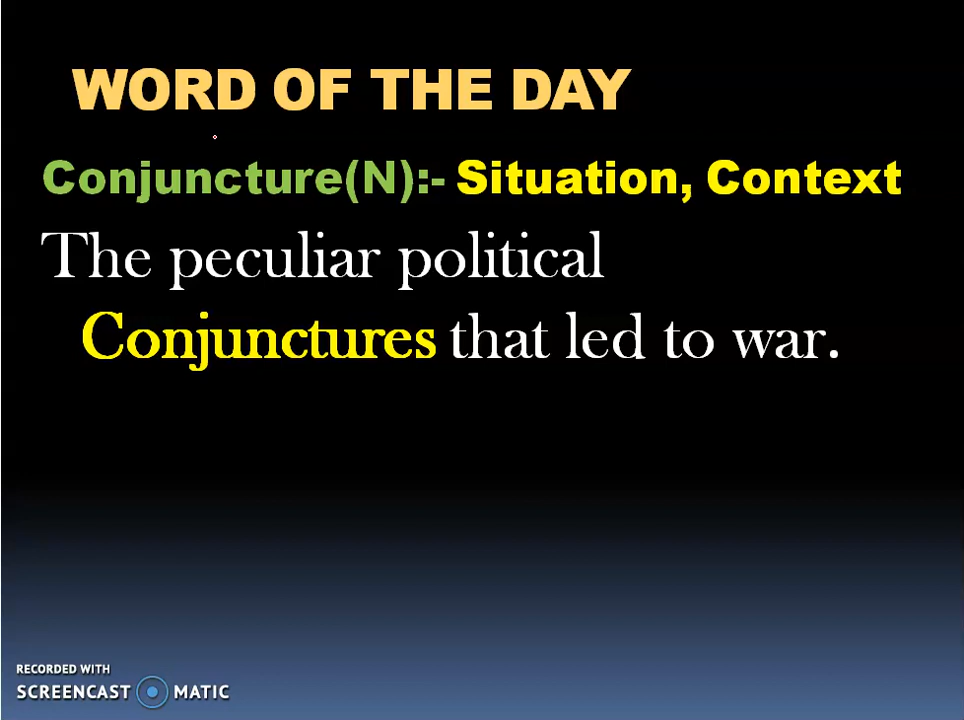 WORD OF THE DAY
Conjuncture(N):- Situation, Context
The peculiar political
Conjunctures that led to war.
RECORDED WITH
SCREENCAST MATIC